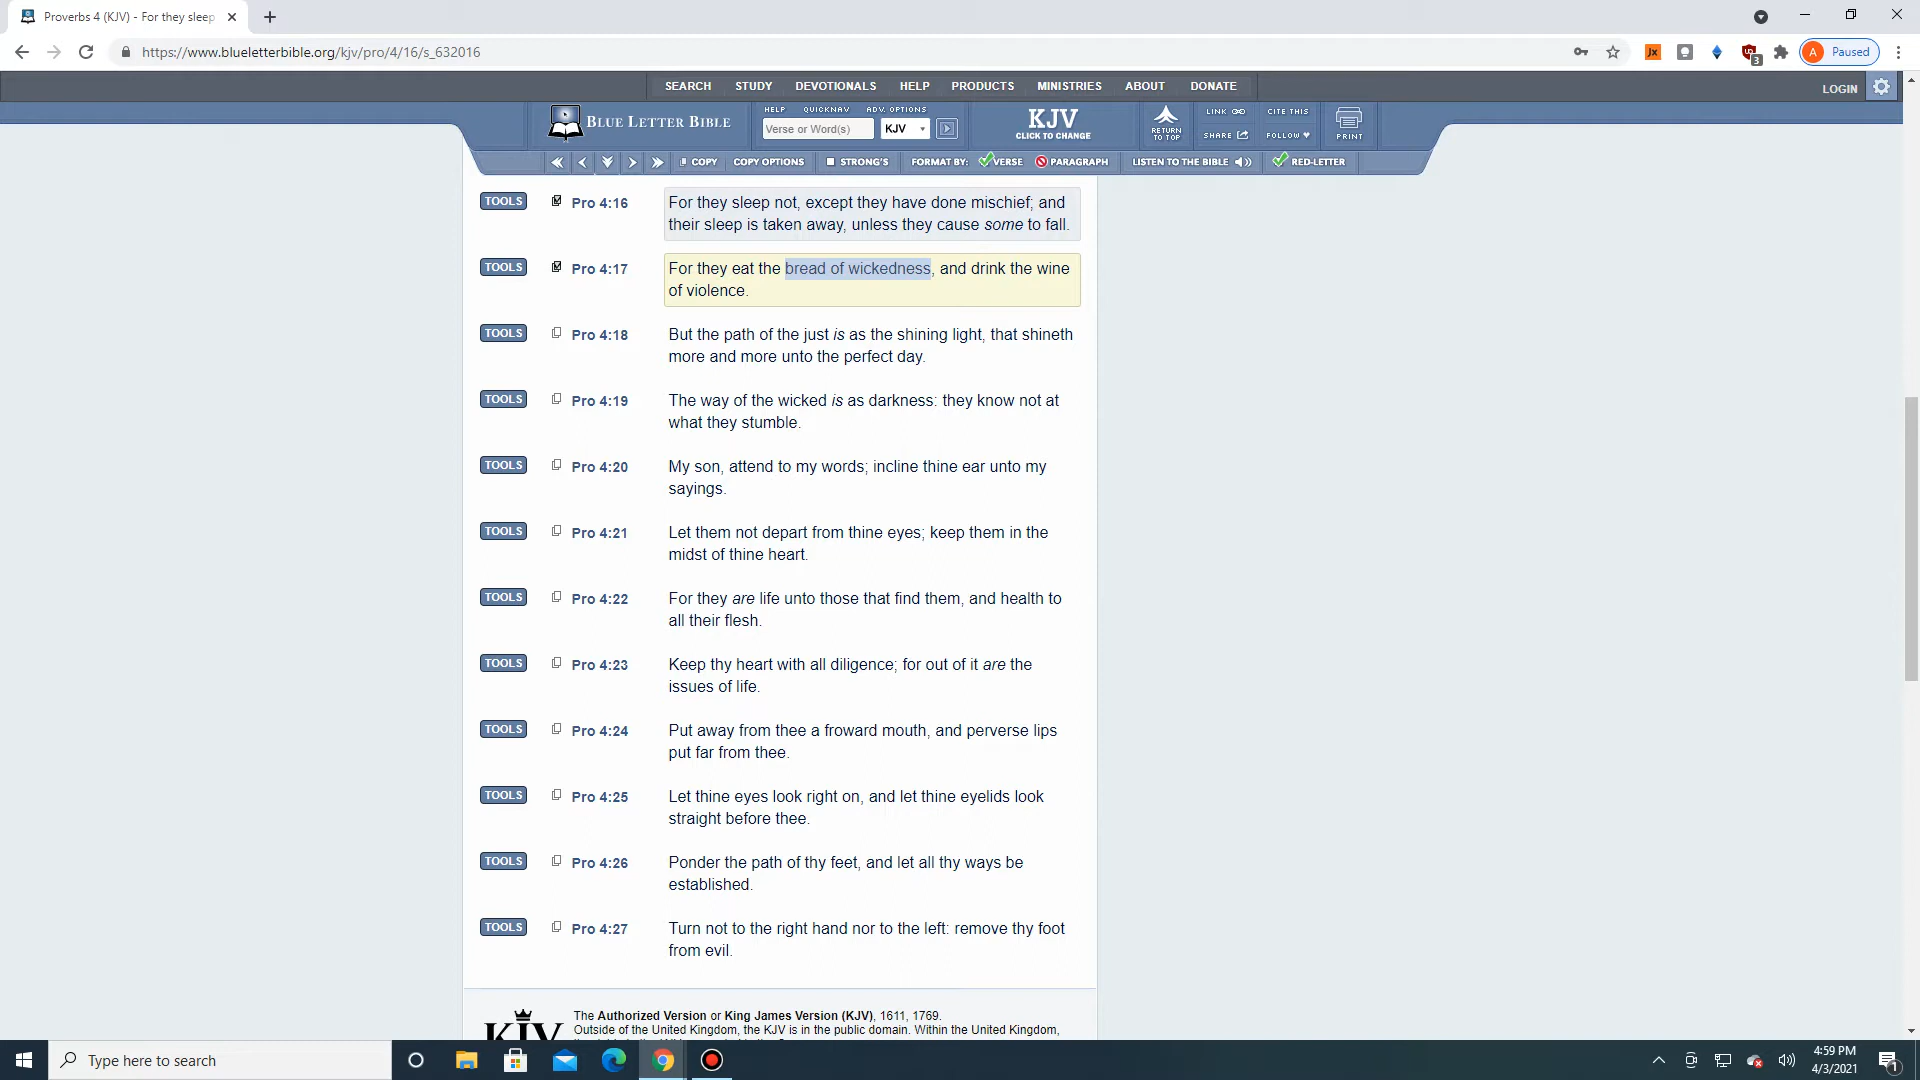 Proverbs 4 (KJV) - For they sleep
https://www.blueletterbible.org/kjv/pro/4/16/s_632016
Jx
3
A Paused
SEARCH STUDY DEVOTIONALS HELP PRODUCTS MINISTRIES ABOUT DONATE
LOGIN
BLUE LETTER BIBLE
HELP QUICKNAV ADV. OPTIONS
Verse or Word(s) KJV
KJV
CLICK TO CHANGE
RETURN
TO TOP
LINK CITE THIS
SHARE FOLLOW
PRINT
COPY COPY OPTIONS STRONG'S FORMAT BY: VERSE PARAGRAPH LISTEN TO THE BIBLE RED-LETTER
TOOLS Pro 4:16 For they sleep not, except they have done mischief; and
their sleep is taken away, unless they cause some to fall.
TOOLS Pro 4:17 For they eat the bread of wickedness, and drink the wine
of violence.
TOOLS Pro 4:18 But the path of the just is as the shining light, that shineth
more and more unto the perfect day.
TOOLS Pro 4:19 The way of the wicked is as darkness: they know not at
what they stumble.
TOOLS Pro 4:20 My son, attend to my words; incline thine ear unto my
sayings.
TOOLS Pro 4:21 Let them not depart from thine eyes; keep them in the
midst of thine heart.
TOOLS Pro 4:22 For they are life unto those that find them, and health to
all their flesh.
TOOLS Pro 4:23 Keep thy heart with all diligence; for out of it are the
issues of life.
TOOLS Pro 4:24 Put away from thee a froward mouth, and perverse lips
put far from thee.
TOOLS Pro 4:25 Let thine eyes look right on, and let thine eyelids look
straight before thee.
TOOLS Pro 4:26 Ponder the path of thy feet, and let all thy ways be
established.
TOOLS Pro 4:27 Turn not to the right hand nor to the left: remove thy foot
from evil.
KJV
The Authorized Version or King James Version (KJV), 1611, 1769.
Outside of the United Kingdom, the KJV is in the public domain. Within the United Kingdom,
Type here to search
4:59 PM
4/3/2021
1